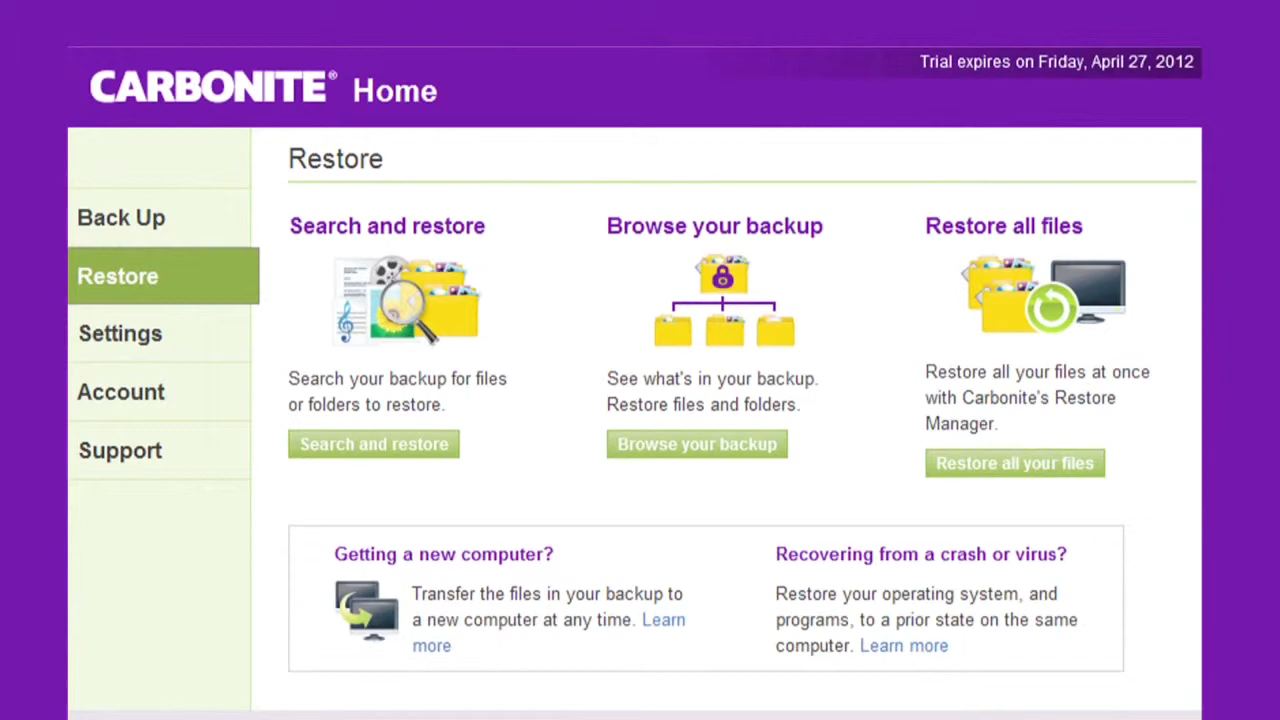 Trial expires on Friday, April 27, 2012
CARBONITE® Home
Restore
Back Up
Restore
Settings
Account
Support
Search and restore
Search your backup for files
or folders to restore.
Search and restore
Browse your backup
See what's in your backup.
Restore files and folders.
Browse your backup
Restore all files
Restore all your files at once
with Carbonite's Restore
Manager.
Restore all your files
Getting a new computer?
Transfer the files in your backup to
a new computer at any time. Learn
more
Recovering from a crash or virus?
Restore your operating system, and
programs, to a prior state on the same
computer. Learn more